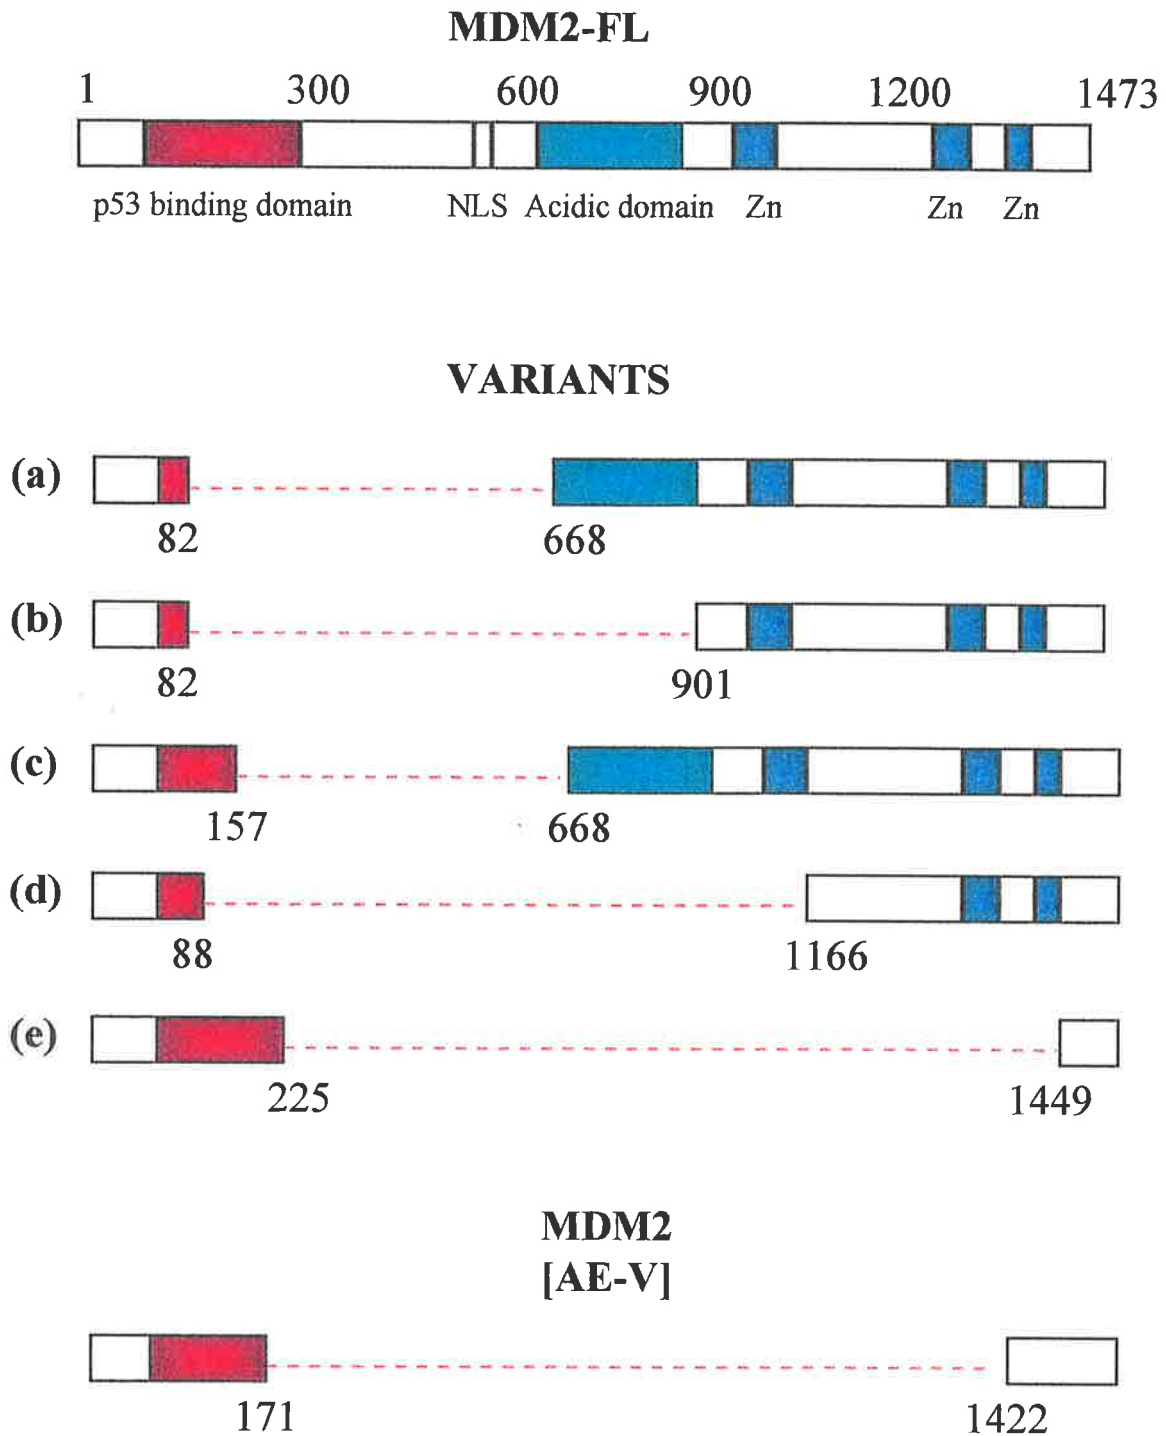 MDM2-FL
1 300 600 900 1200 1473
p53 binding domain NLS Acidic domain Zn Zn Zn
VARIANTS
(a)
82 668
(b)
82 901
(c)
157 668
(d)
88 1166
(e)
225 1449
MDM2
[AE-V]
171 1422